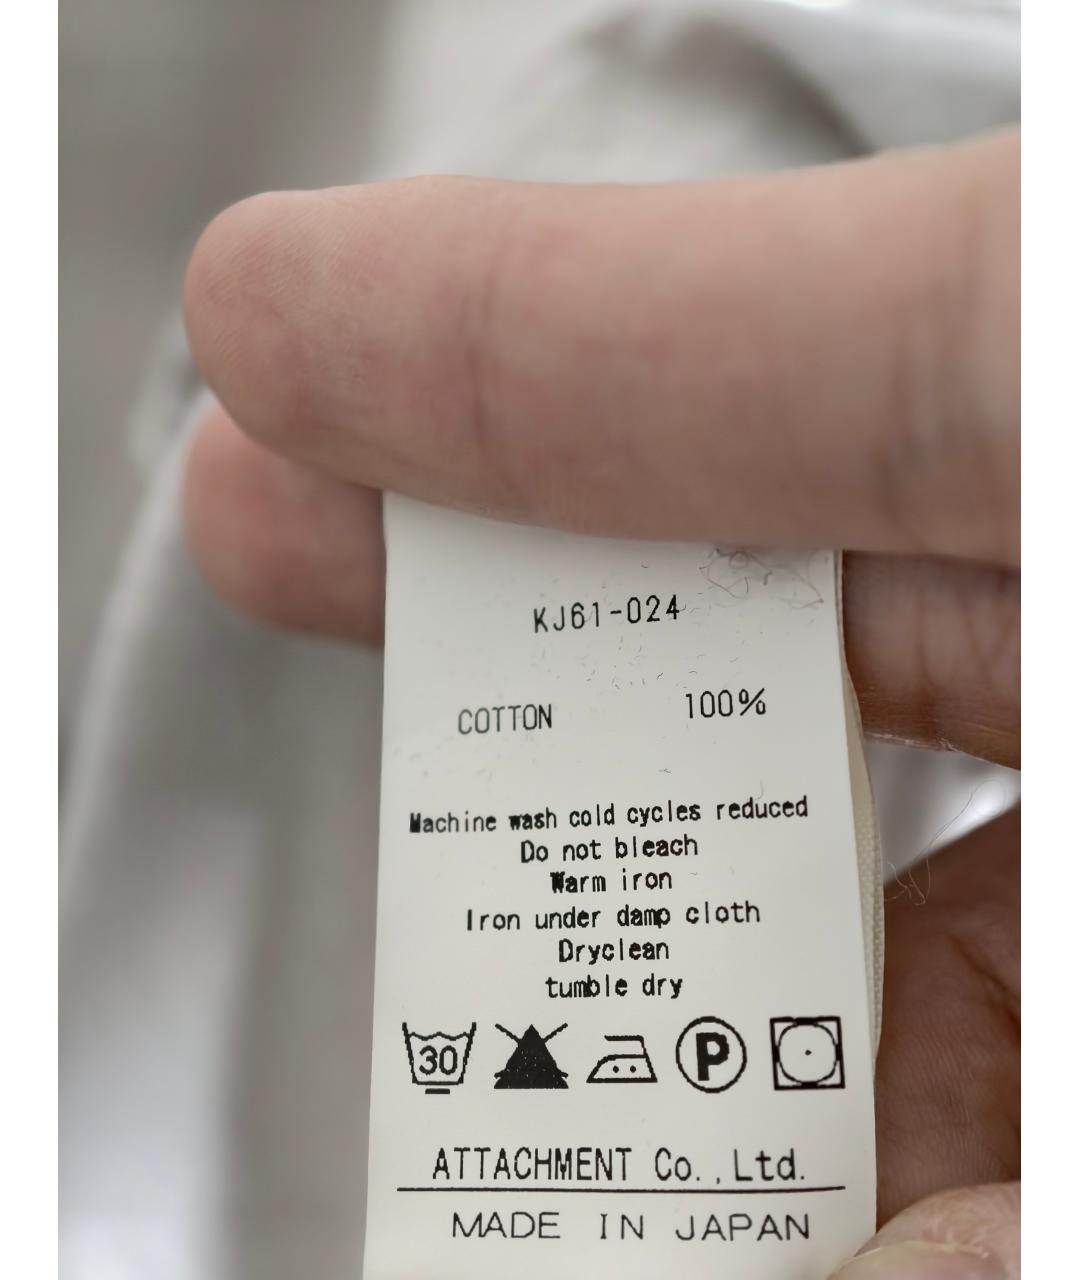 KJ61-024
COTTON 100%
Machine wash cold cycles reduced
Do not bleach
Warm iron
Iron under damp cloth
Dryclean
tumble dry
30 P
ATTACHMENT Co.,Ltd.
MADE IN JAPAN